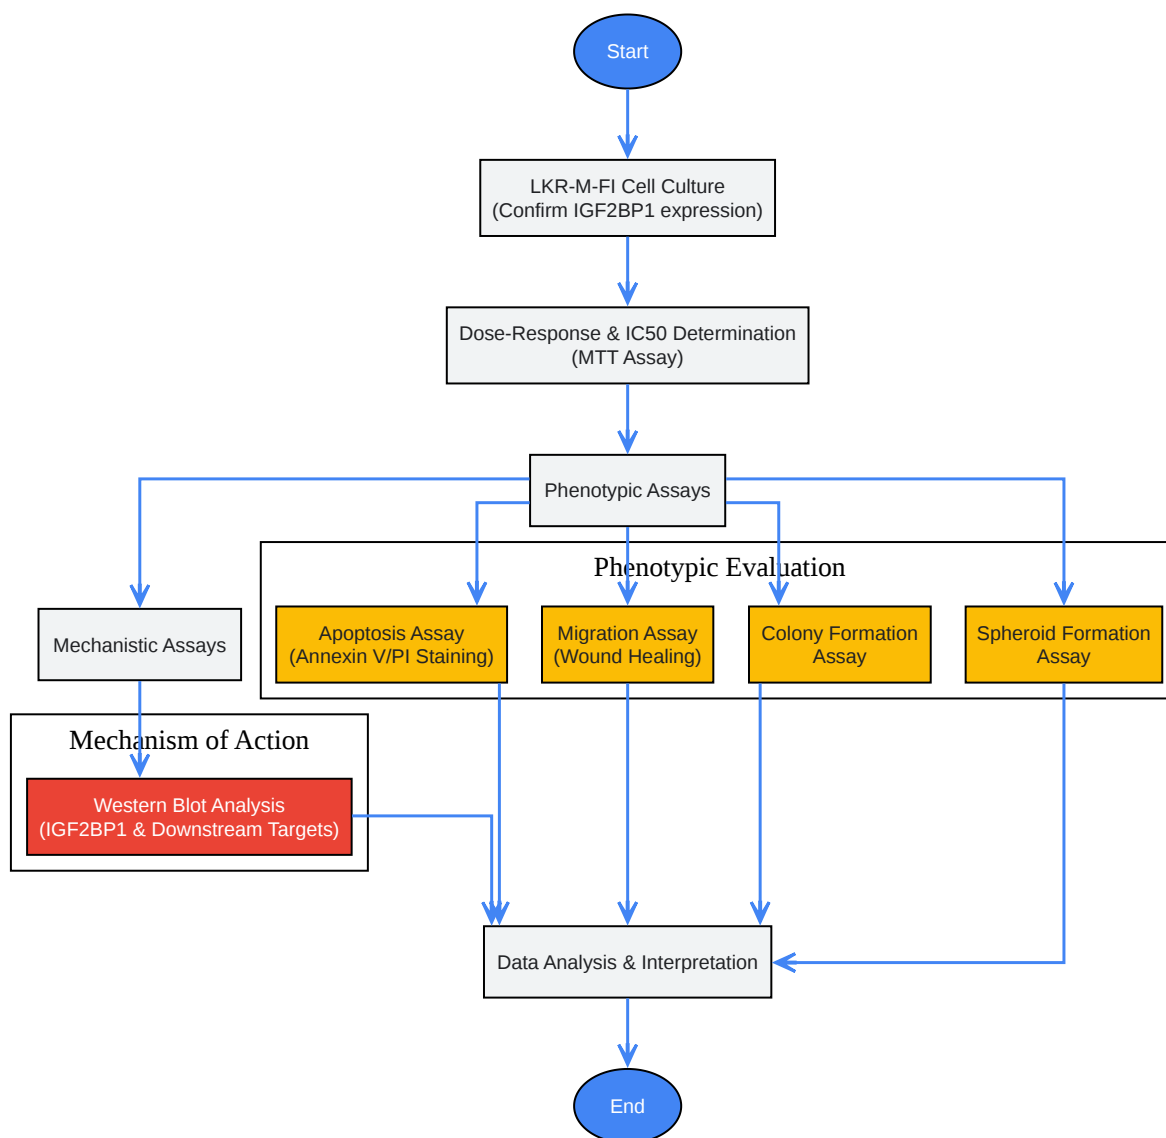 Start
LKR-M-FI Cell Culture
(Confirm IGF2BP1 expression)
Dose-Response & IC50 Determination
(MTT Assay)
Phenotypic Assays
Phenotypic Evaluation
Mechanistic Assays
Apoptosis Assay
(Annexin V/PI Staining)
Migration Assay
(Wound Healing)
Colony Formation
Assay
Spheroid Formation
Assay
Mechanism of Action
Western Blot Analysis
(IGF2BP1 & Downstream Targets)
Data Analysis & Interpretation
End